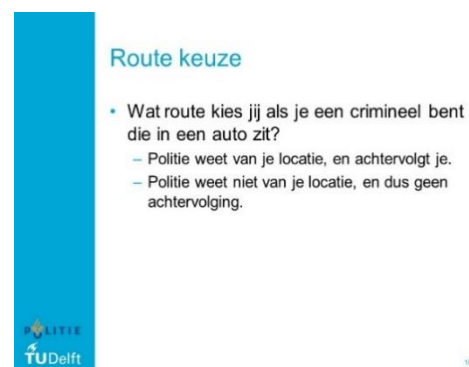 Route keuze
• Wat route kies jij als je een crimineel bent
die in een auto zit?
– Politie weet van je locatie, en achtervolgt je.
– Politie weet niet van je locatie, en dus geen
achtervolging.
POLITIE
TUDelft